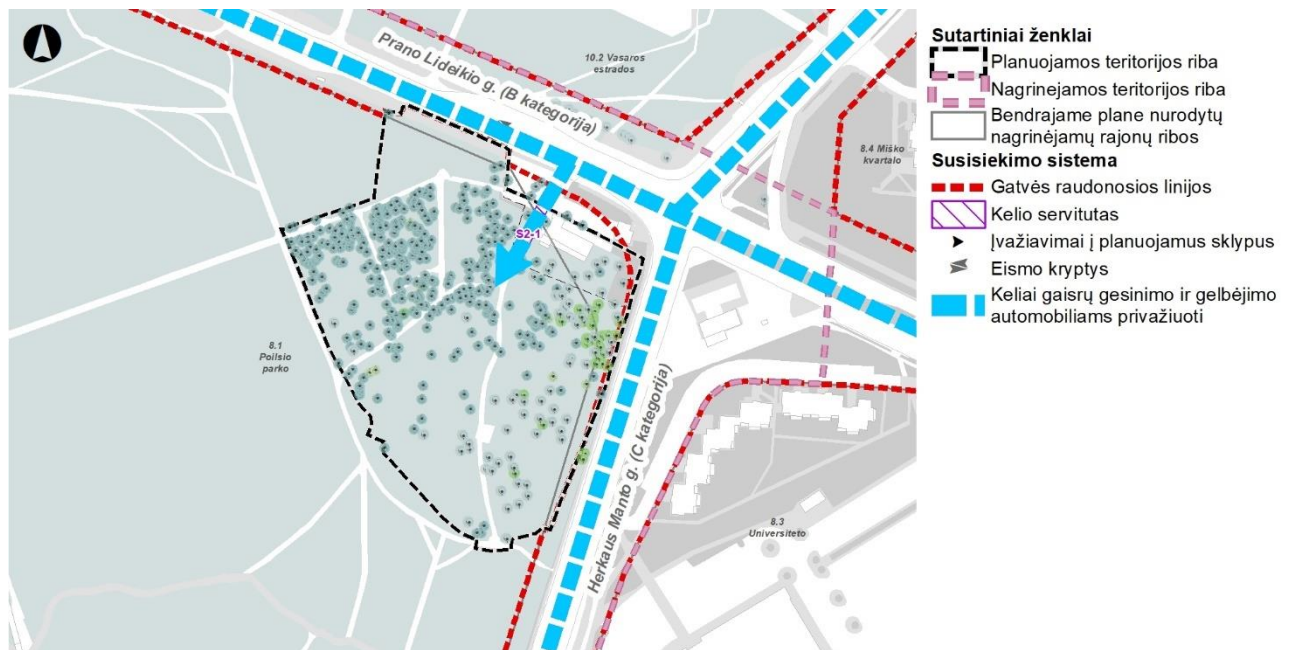 Prano Lideikio g. (B kategorija)
10.2 Vasaros
estrados
8.4 Miško
kvartalo
S2-1
8.1
Poilsio
parko
Herkaus Manto g. (C kategorija)
8.3
Universiteto
Sutartiniai ženklai
Planuojamos teritorijos riba
Nagrinejamos teritorijos riba
Bendrajame plane nurodytų
nagrinėjamų rajonų ribos
Susisiekimo sistema
Gatvės raudonosios linijos
Kelio servitutas
Įvažiavimai į planuojamus sklypus
Eismo kryptys
Keliai gaisrų gesinimo ir gelbėjimo
automobiliams privažiuoti